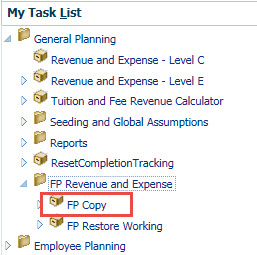 My Task List
General Planning
Revenue and Expense - Level C
Revenue and Expense - Level E
Tuition and Fee Revenue Calculator
Seeding and Global Assumptions
Reports
ResetCompletionTracking
FP Revenue and Expense
FP Copy
FP Restore Working
Employee Planning